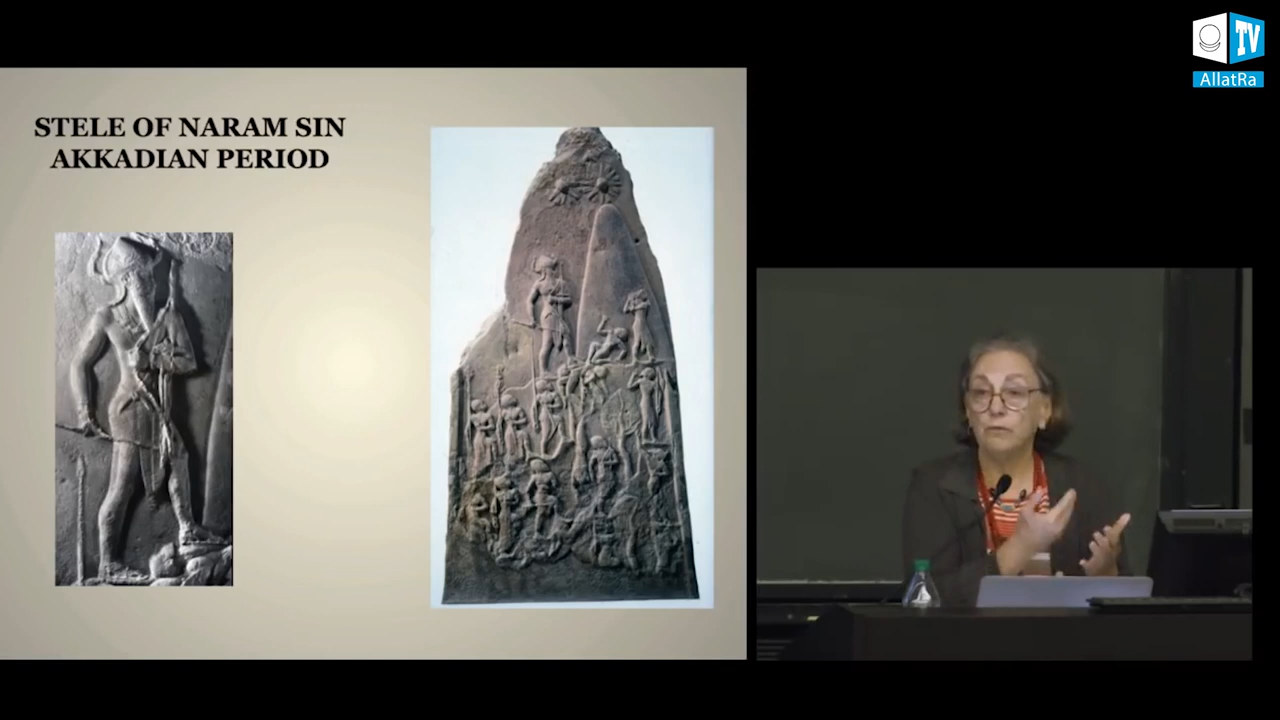 STELE OF NARAM SIN
AKKADIAN PERIOD
TV
AllatRa